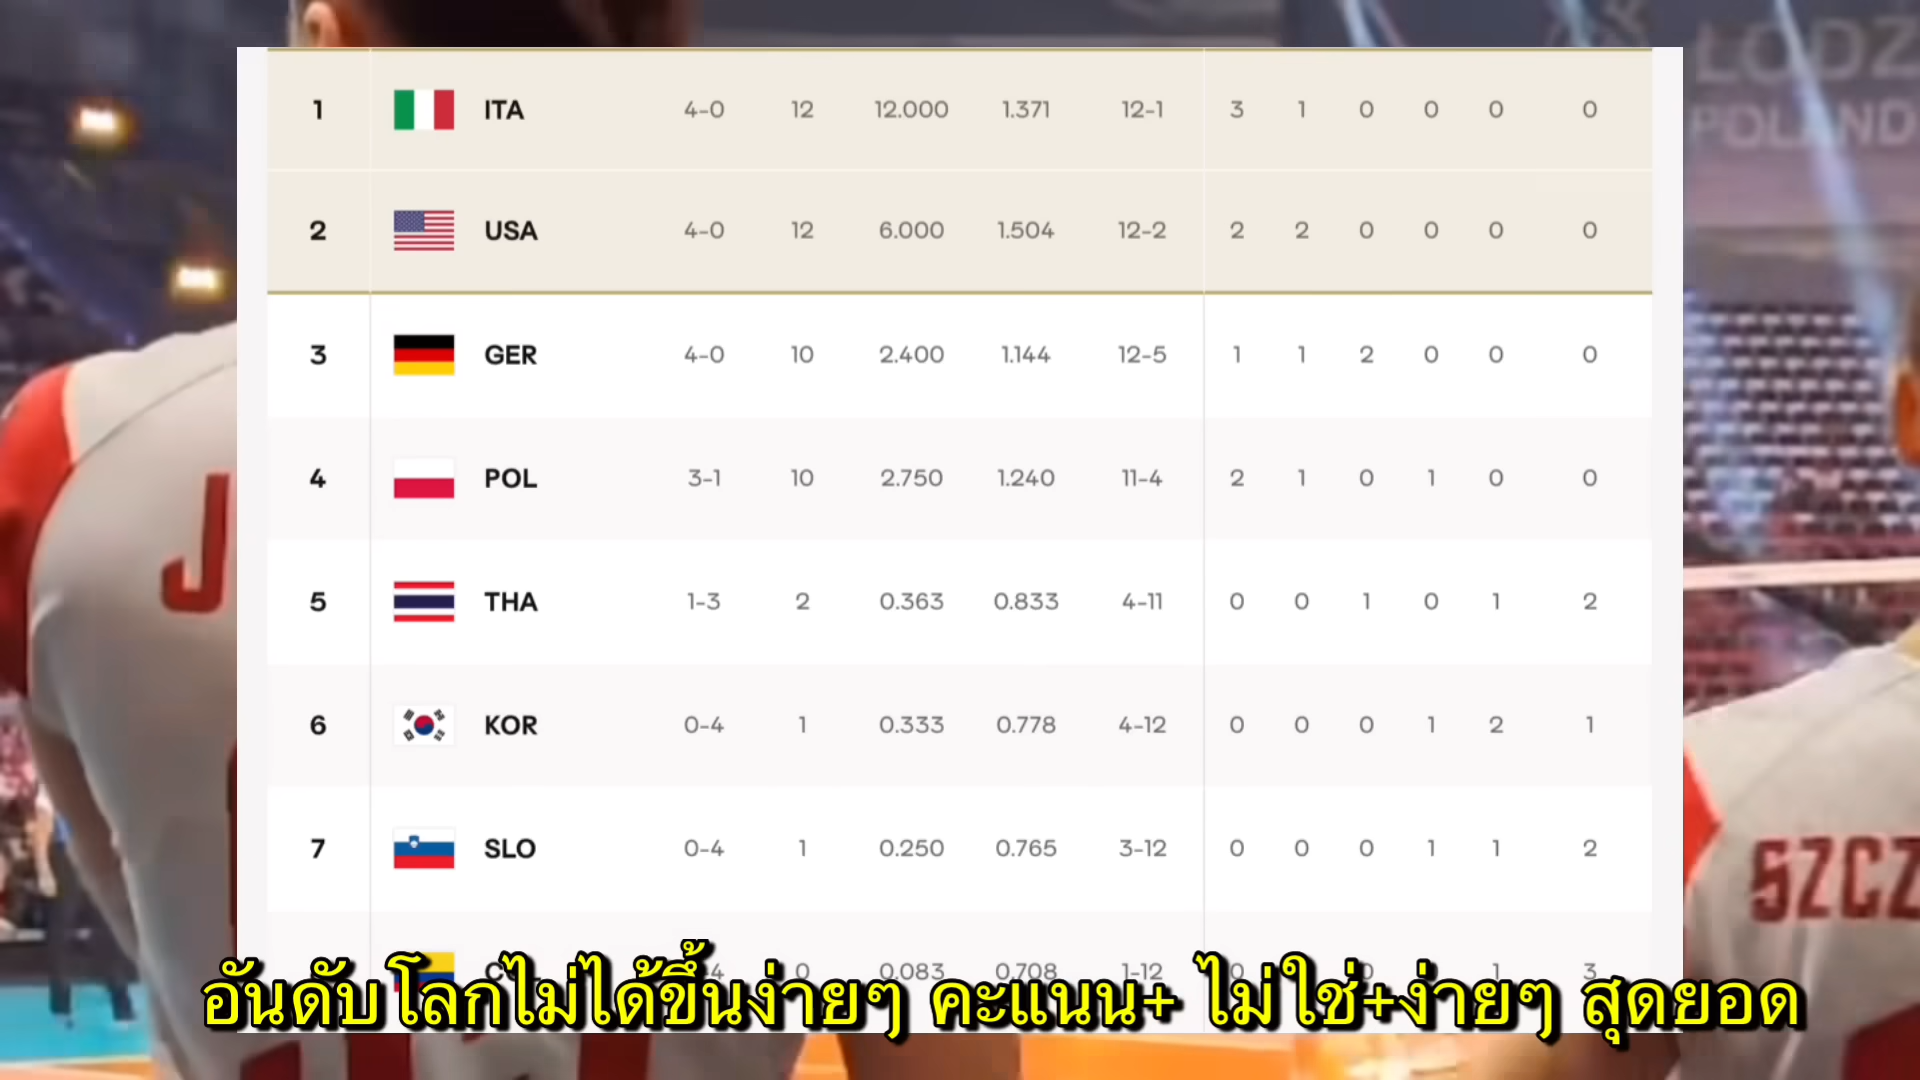 ŁÓDŹ
POLAND
1 ITA 4-0 12 12.000 1.371 12-1 3 1 0 0 0 0
2 USA 4-0 12 6.000 1.504 12-2 2 2 0 0 0 0
3 GER 4-0 10 2.400 1.144 12-5 1 1 2 0 0 0
4 POL 3-1 10 2.750 1.240 11-4 2 1 0 1 0 0
5 THA 1-3 2 0.363 0.833 4-11 0 0 1 0 1 2
6 KOR 0-4 1 0.333 0.778 4-12 0 0 0 1 2 1
7 SLO 0-4 1 0.250 0.765 3-12 0 0 0 1 1 2
0 0.083 0.708 1-12 0 0 1 3
SZCZ
อันดับโลกไม่ได้ขึ้นง่ายๆ คะแนน+ ไม่ใช่+ง่ายๆ สุดยอด